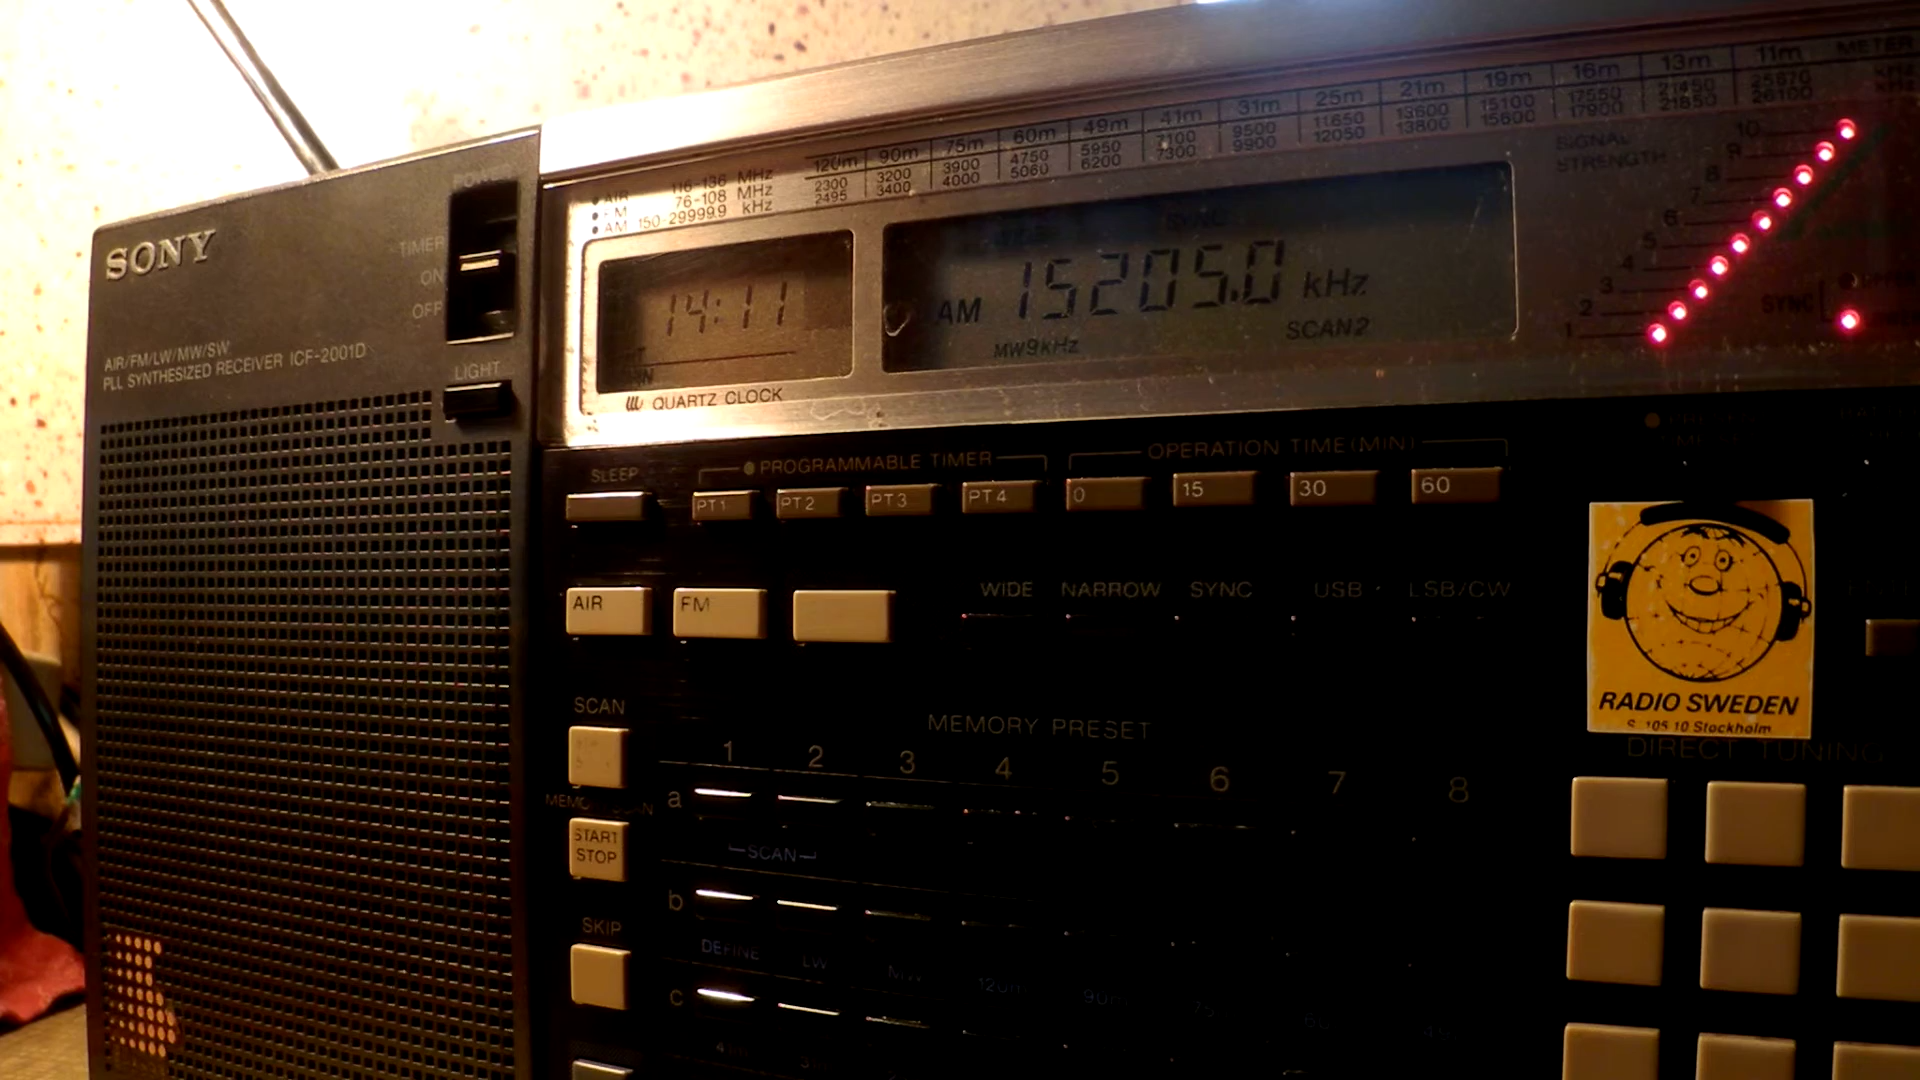 SONY
POWER
TIMER
ON
OFF
AIR/FM/LW/MW/SW
PLL SYNTHESIZED RECEIVER ICF-2001D
LIGHT
AIR 116-136 MHz
FM 76-108 MHz
AM 150-29999.9 kHz
120m 90m 75m 60m 49m 41m 31m 25m 21m 19m 16m 13m 11m METER
2300 3200 3900 4750 5950 7100 9500 11650 13600 15100 17550 21450 25670 kHz
2495 3400 4000 5060 6200 7300 9900 12050 13800 15600 17900 21850 26100 kHz
14:11
QUARTZ CLOCK
SYNC
AM 15205.0 kHz
MW9kHz SCAN2
SIGNAL
STRENGTH
10
9
8
7
6
5
4
3
2
1
SYNC
SLEEP
PROGRAMMABLE TIMER
OPERATION TIME(MIN)
PT1 PT2 PT3 PT4 0 15 30 60
AIR FM
WIDE NARROW SYNC USB LSB/CW
RADIO SWEDEN
S-105 10 Stockholm
DIRECT TUNING
SCAN
MEMORY PRESET
1 2 3 4 5 6 7 8
a
START
STOP
SCAN
b
SKIP
DEFINE LW MW 120m 90m
c